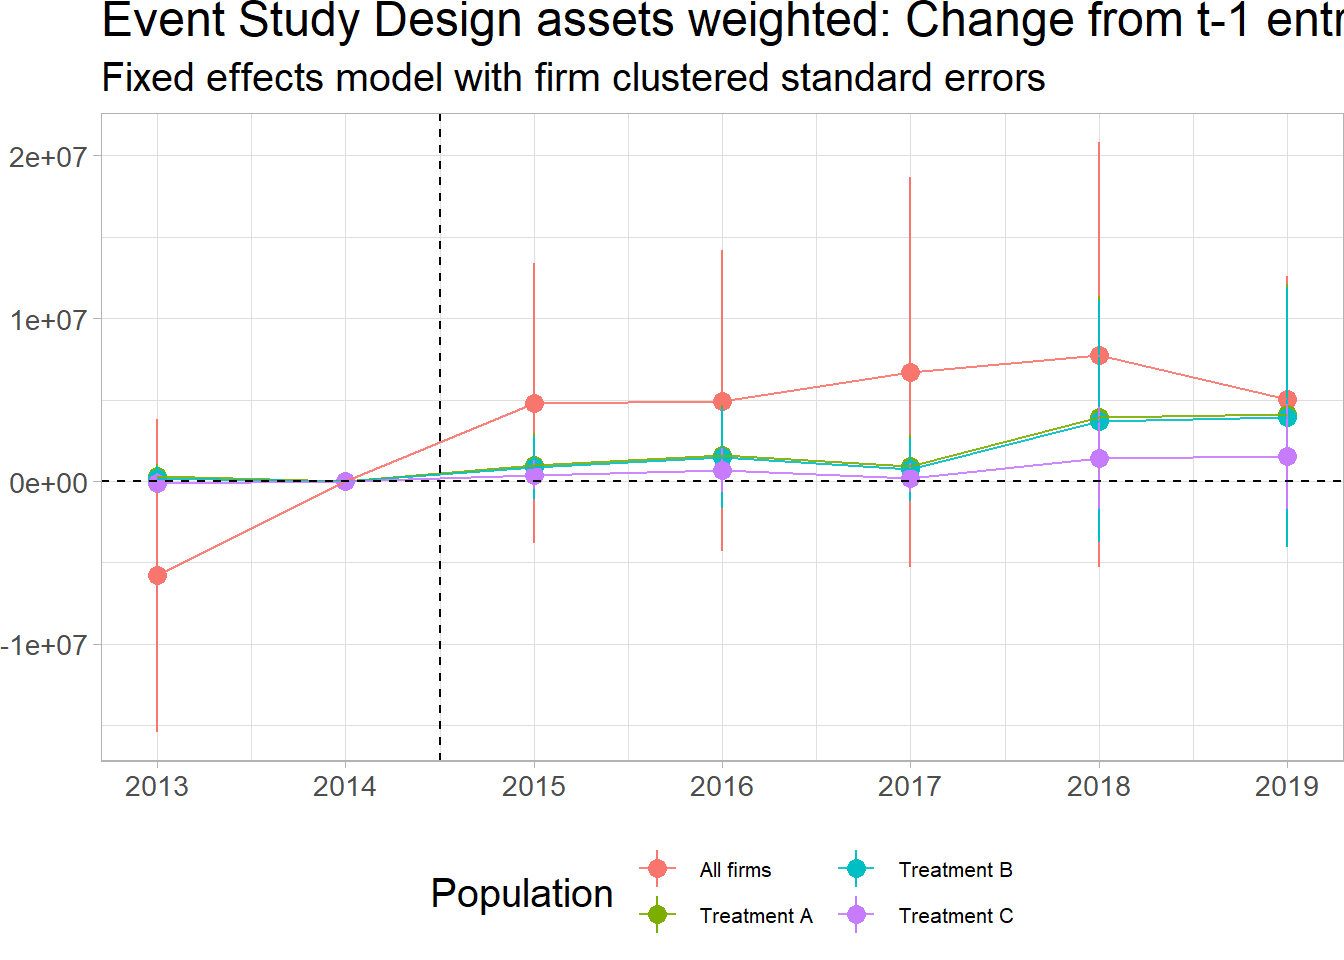 Event Study Design assets weighted: Change from t-1 entr
Fixed effects model with firm clustered standard errors
2e+07
1e+07
0e+00
-1e+07
2013 2014 2015 2016 2017 2018 2019
Population
All firms
Treatment A
Treatment B
Treatment C